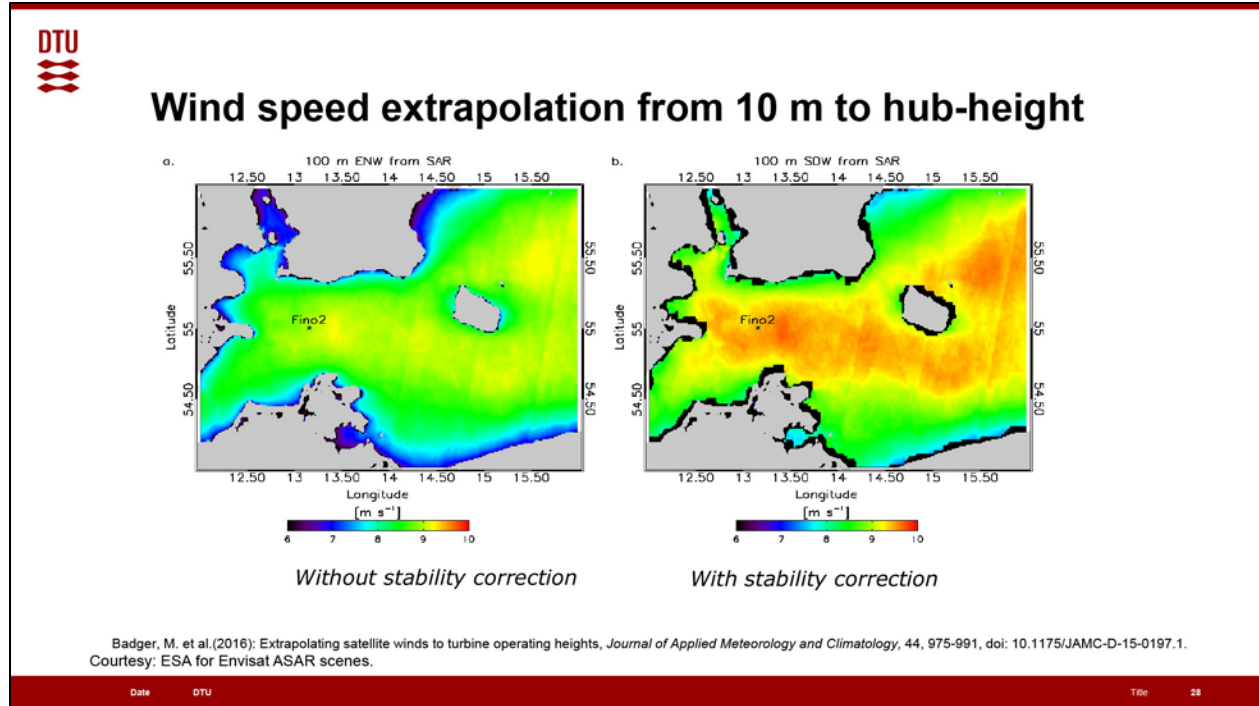 DTU
Wind speed extrapolation from 10 m to hub-height
a. 100 m ENW from SAR
12.50 13 13.50 14 14.50 15 15.50
55.50
55
54.50
Latitude
Fino2
55.50
55
54.50
12.50 13 13.50 14 14.50 15 15.50
Longitude
[m s⁻¹]
6 7 8 9 10
Without stability correction
b. 100 m SDW from SAR
12.50 13 13.50 14 14.50 15 15.50
55.50
55
54.50
Latitude
Fino2
55.50
55
54.50
12.50 13 13.50 14 14.50 15 15.50
Longitude
[m s⁻¹]
6 7 8 9 10
With stability correction
Badger, M. et al.(2016): Extrapolating satellite winds to turbine operating heights, Journal of Applied Meteorology and Climatology, 44, 975-991, doi: 10.1175/JAMC-D-15-0197.1.
Courtesy: ESA for Envisat ASAR scenes.
Date DTU Title 28